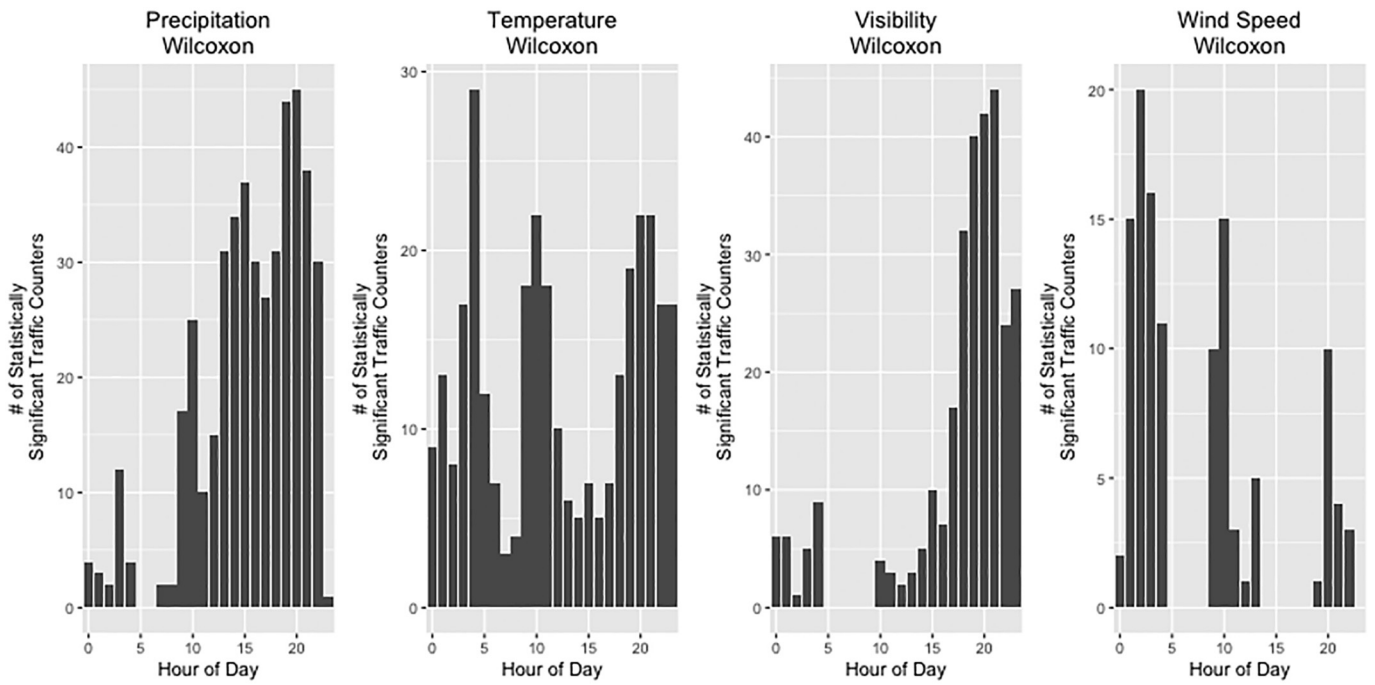 Precipitation
Wilcoxon
# of Statistically
Significant Traffic Counters
40
30
20
10
0
0 5 10 15 20
Hour of Day
Temperature
Wilcoxon
# of Statistically
Significant Traffic Counters
30
20
10
0
0 5 10 15 20
Hour of Day
Visibility
Wilcoxon
# of Statistically
Significant Traffic Counters
40
30
20
10
0
0 5 10 15 20
Hour of Day
Wind Speed
Wilcoxon
# of Statistically
Significant Traffic Counters
20
15
10
5
0
0 5 10 15 20
Hour of Day